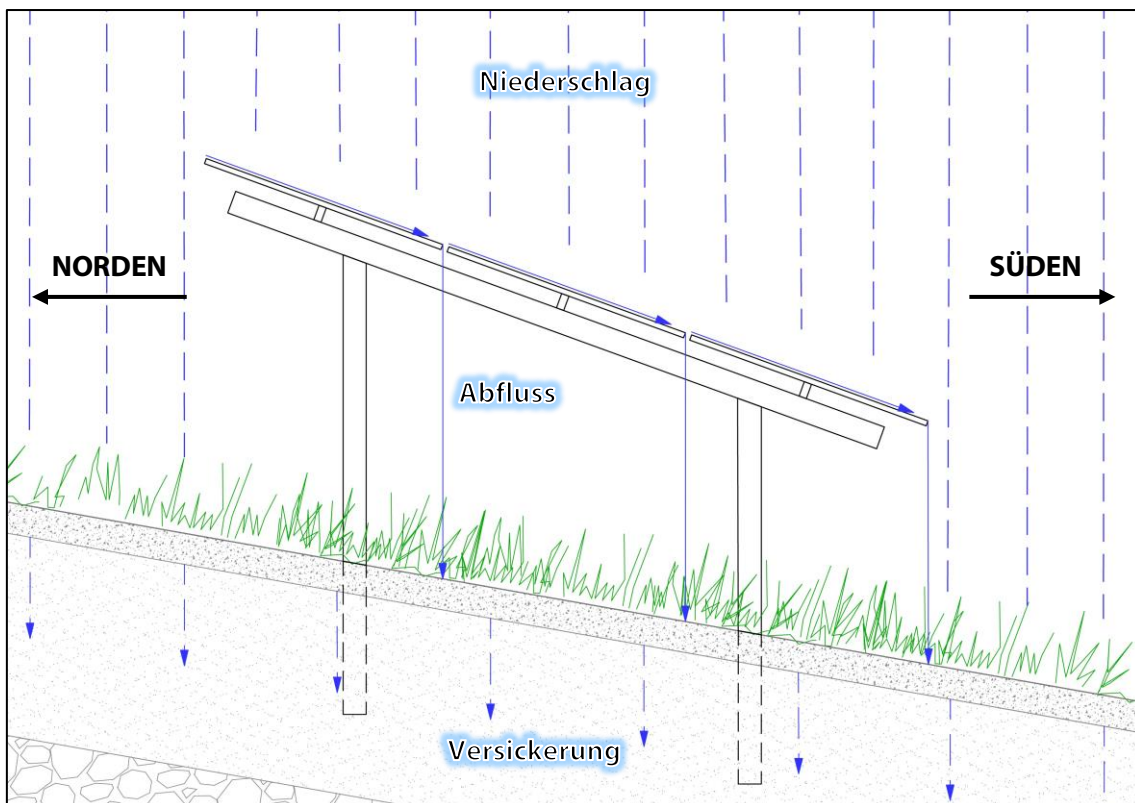 Niederschlag
NORDEN
SÜDEN
Abfluss
Versickerung